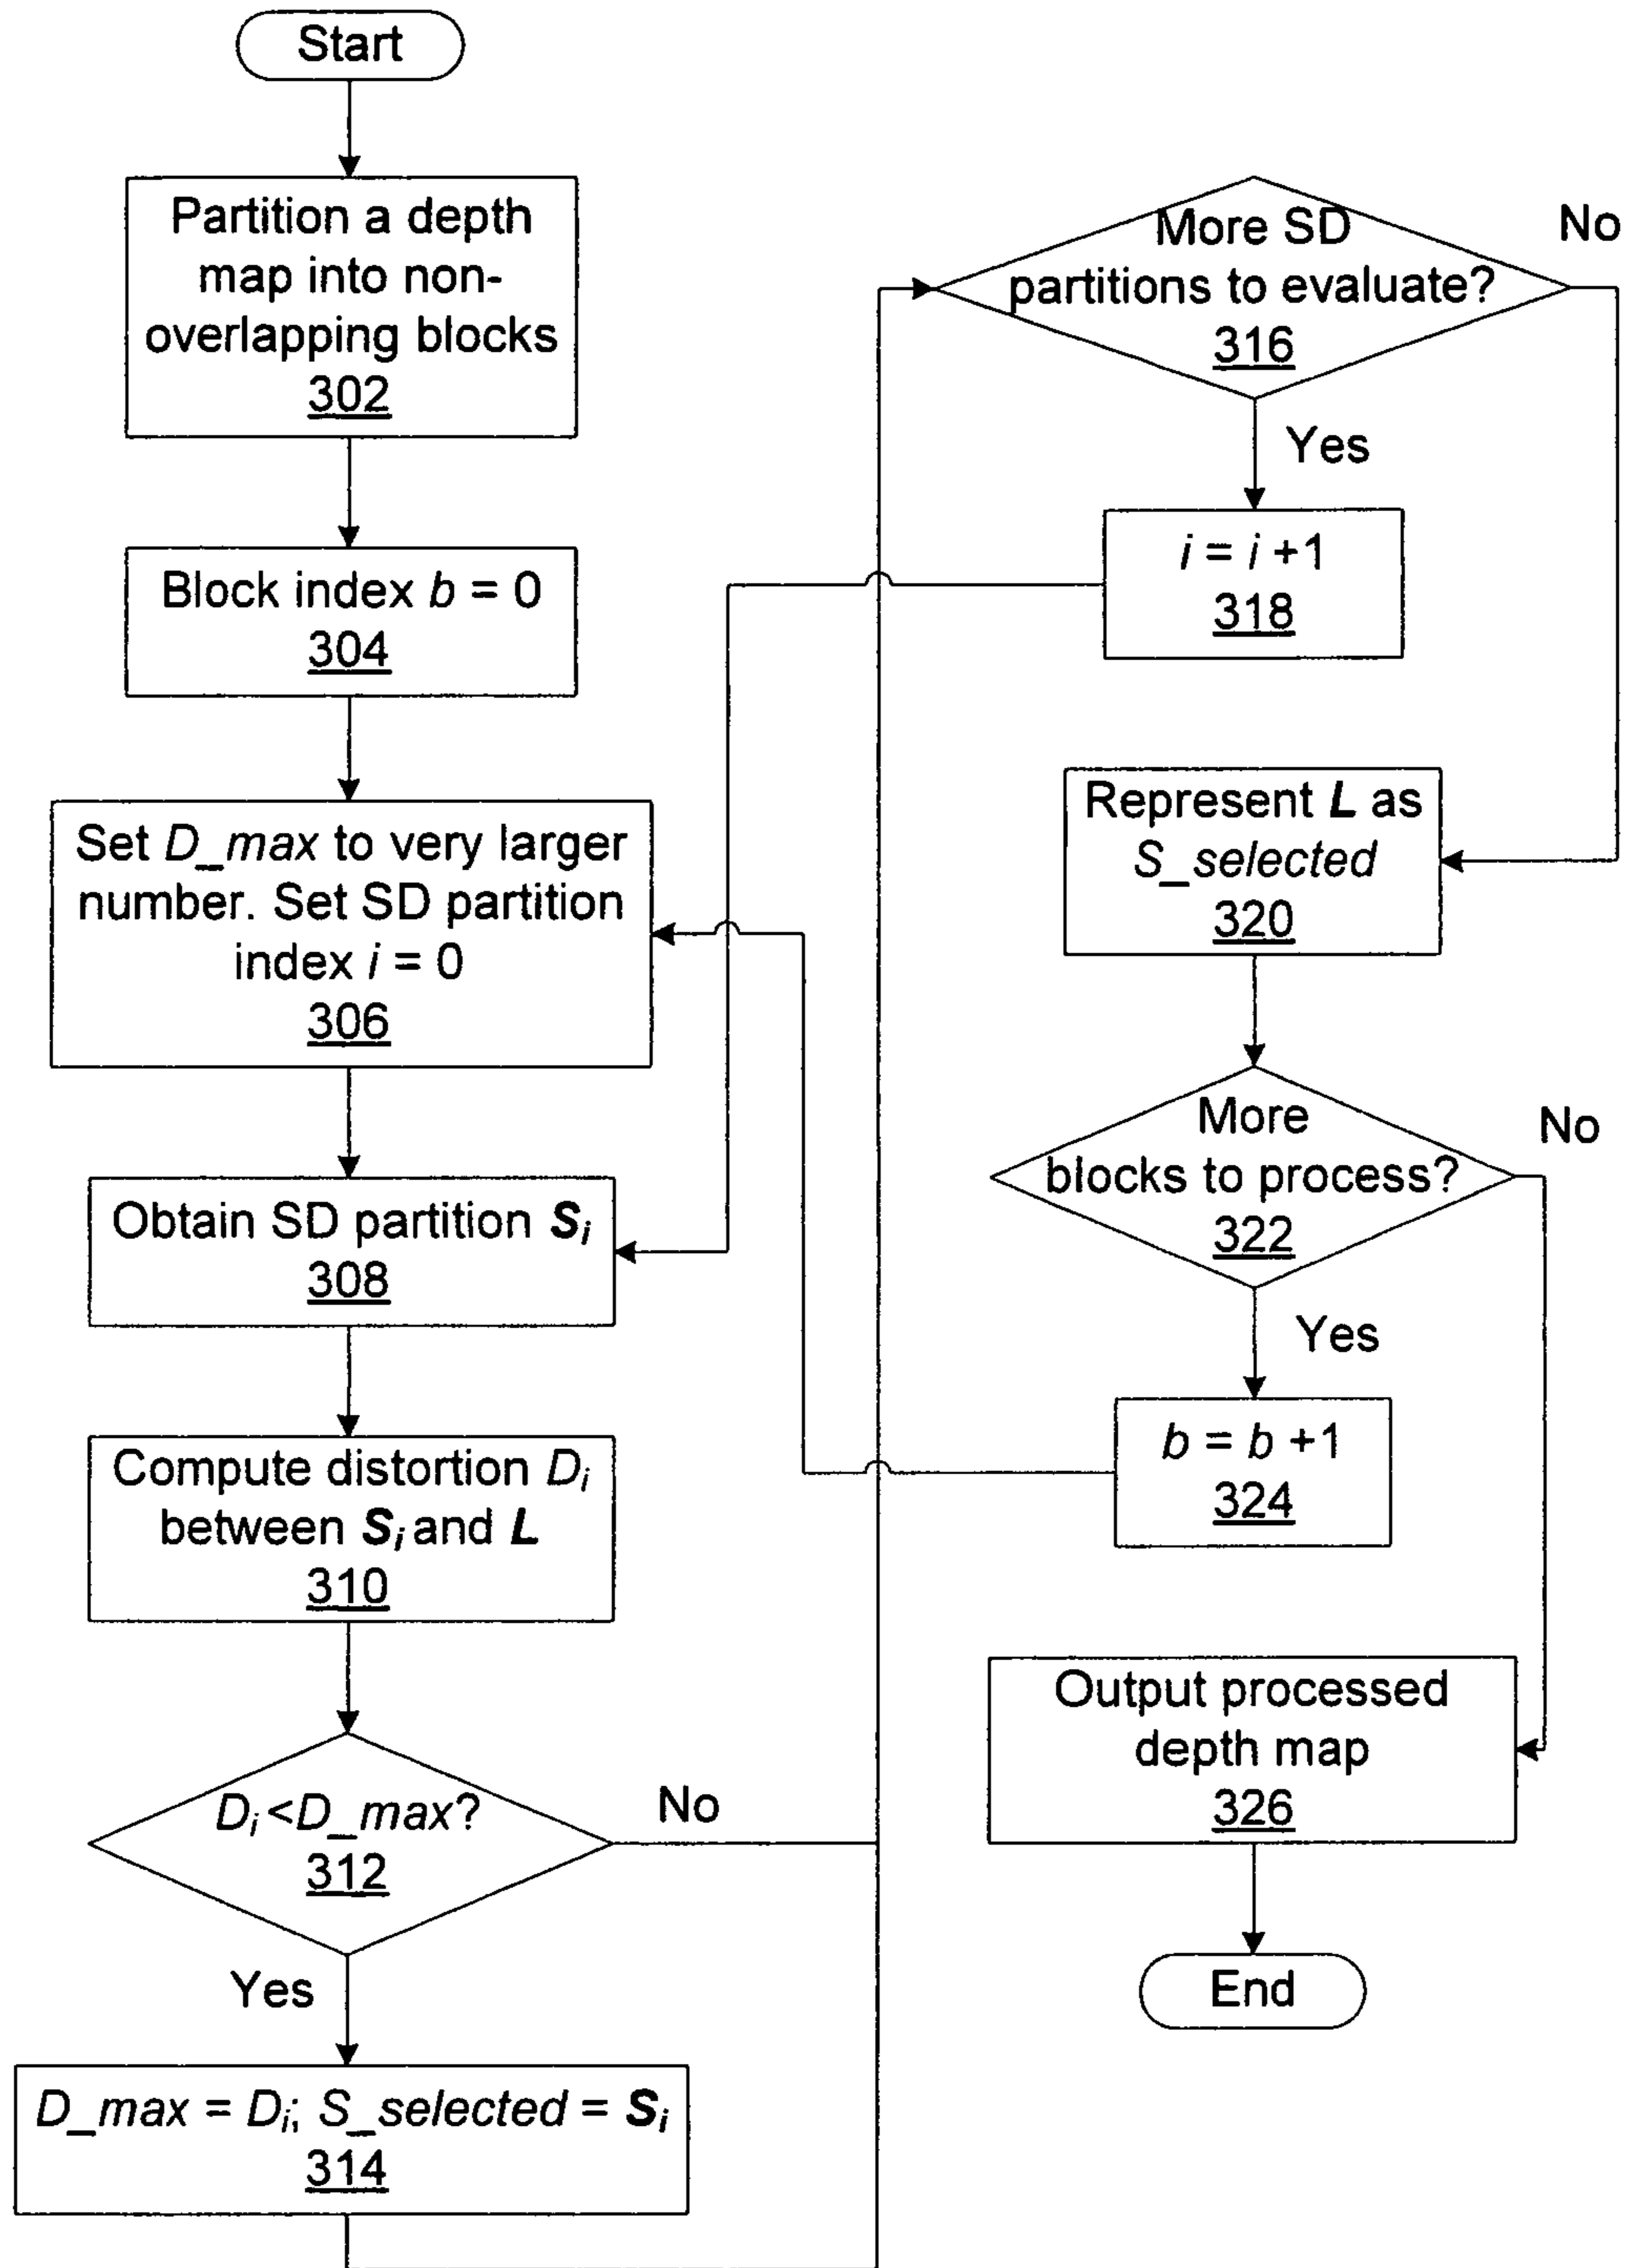 Start
Partition a depth
map into non-
overlapping blocks
302
Block index b = 0
304
Set D_max to very larger
number. Set SD partition
index i = 0
306
Obtain SD partition Si
308
Compute distortion Di
between Si and L
310
Di <D_max?
312
No
Yes
D_max = Di; S_selected = Si
314
More SD
partitions to evaluate?
316
No
Yes
i = i +1
318
Represent L as
S_selected
320
More
blocks to process?
322
No
Yes
b = b +1
324
Output processed
depth map
326
End